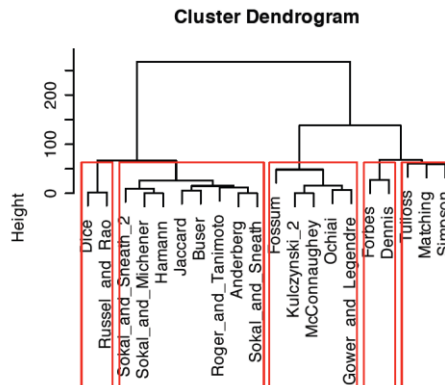 Cluster Dendrogram
Height
0
100
200
Dice
Russel_and_Rao
Sokal_and_Sneath_2
Sokal_and_Michener
Hamann
Jaccard
Buser
Roger_and_Tanimoto
Anderberg
Sokal_and_Sneath
Fossum
Kulczynski_2
McConnaughey
Ochiai
Gower_and_Legendre
Forbes
Dennis
Tulloss
Matching
Simpson